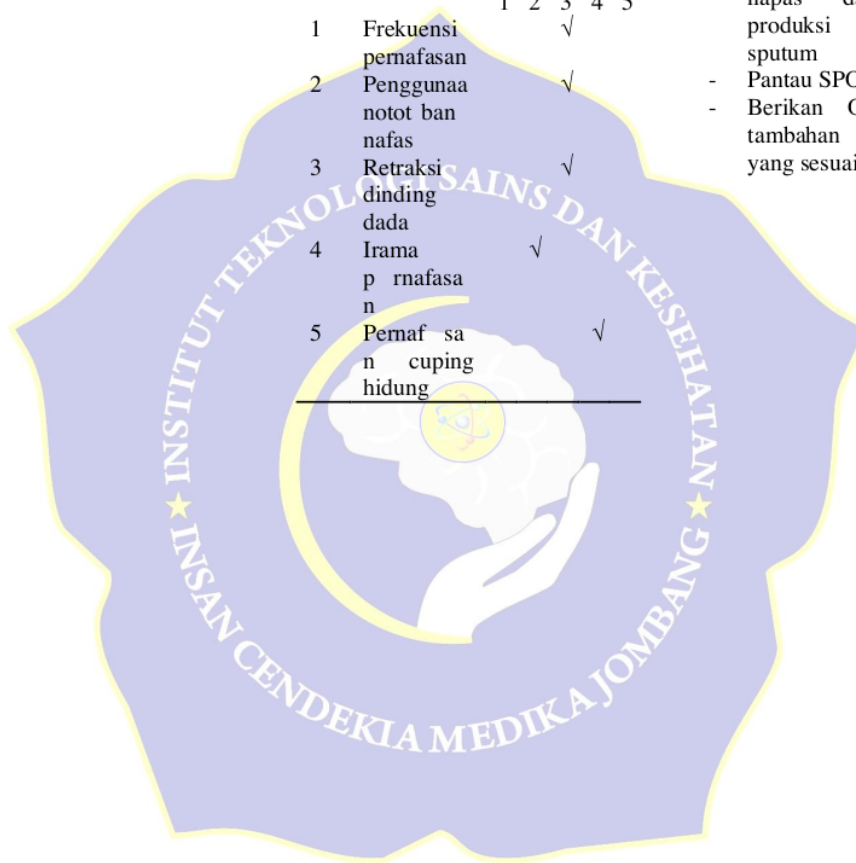 1 2 3 4 5
1 Frekuensi √
pernafasan
2 Penggunaa √
notot ban
nafas
3 Retraksi √
dinding
dada
4 Irama √
p rnafasa
n
5 Pernaf sa √
n cuping
hidung
produksi
sputum
- Pantau SPO
- Berikan O
tambahan
yang sesuai
INSTITUT TEKNOLOGI SAINS DAN KESEHATAN
INSAN CENDEKIA MEDIKA JOMBANG